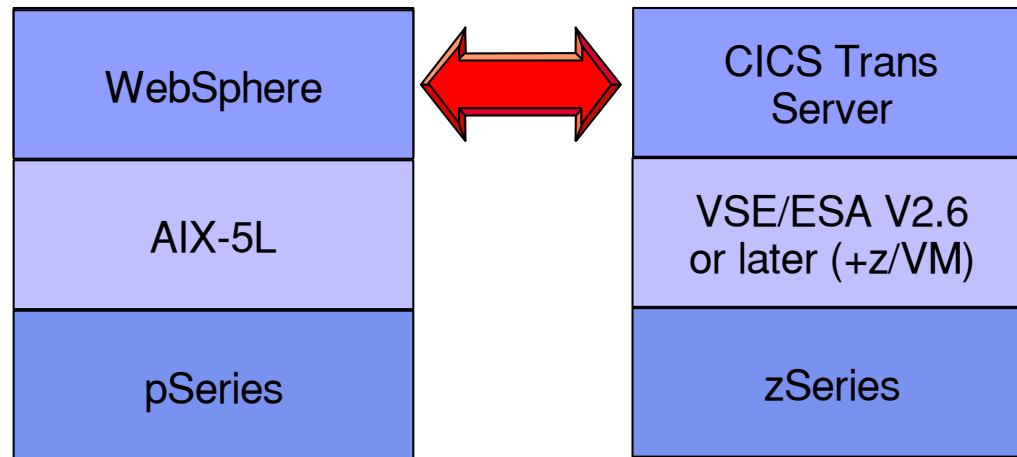 WebSphere
AIX-5L
pSeries
CICS Trans
Server
VSE/ESA V2.6
or later (+z/VM)
zSeries